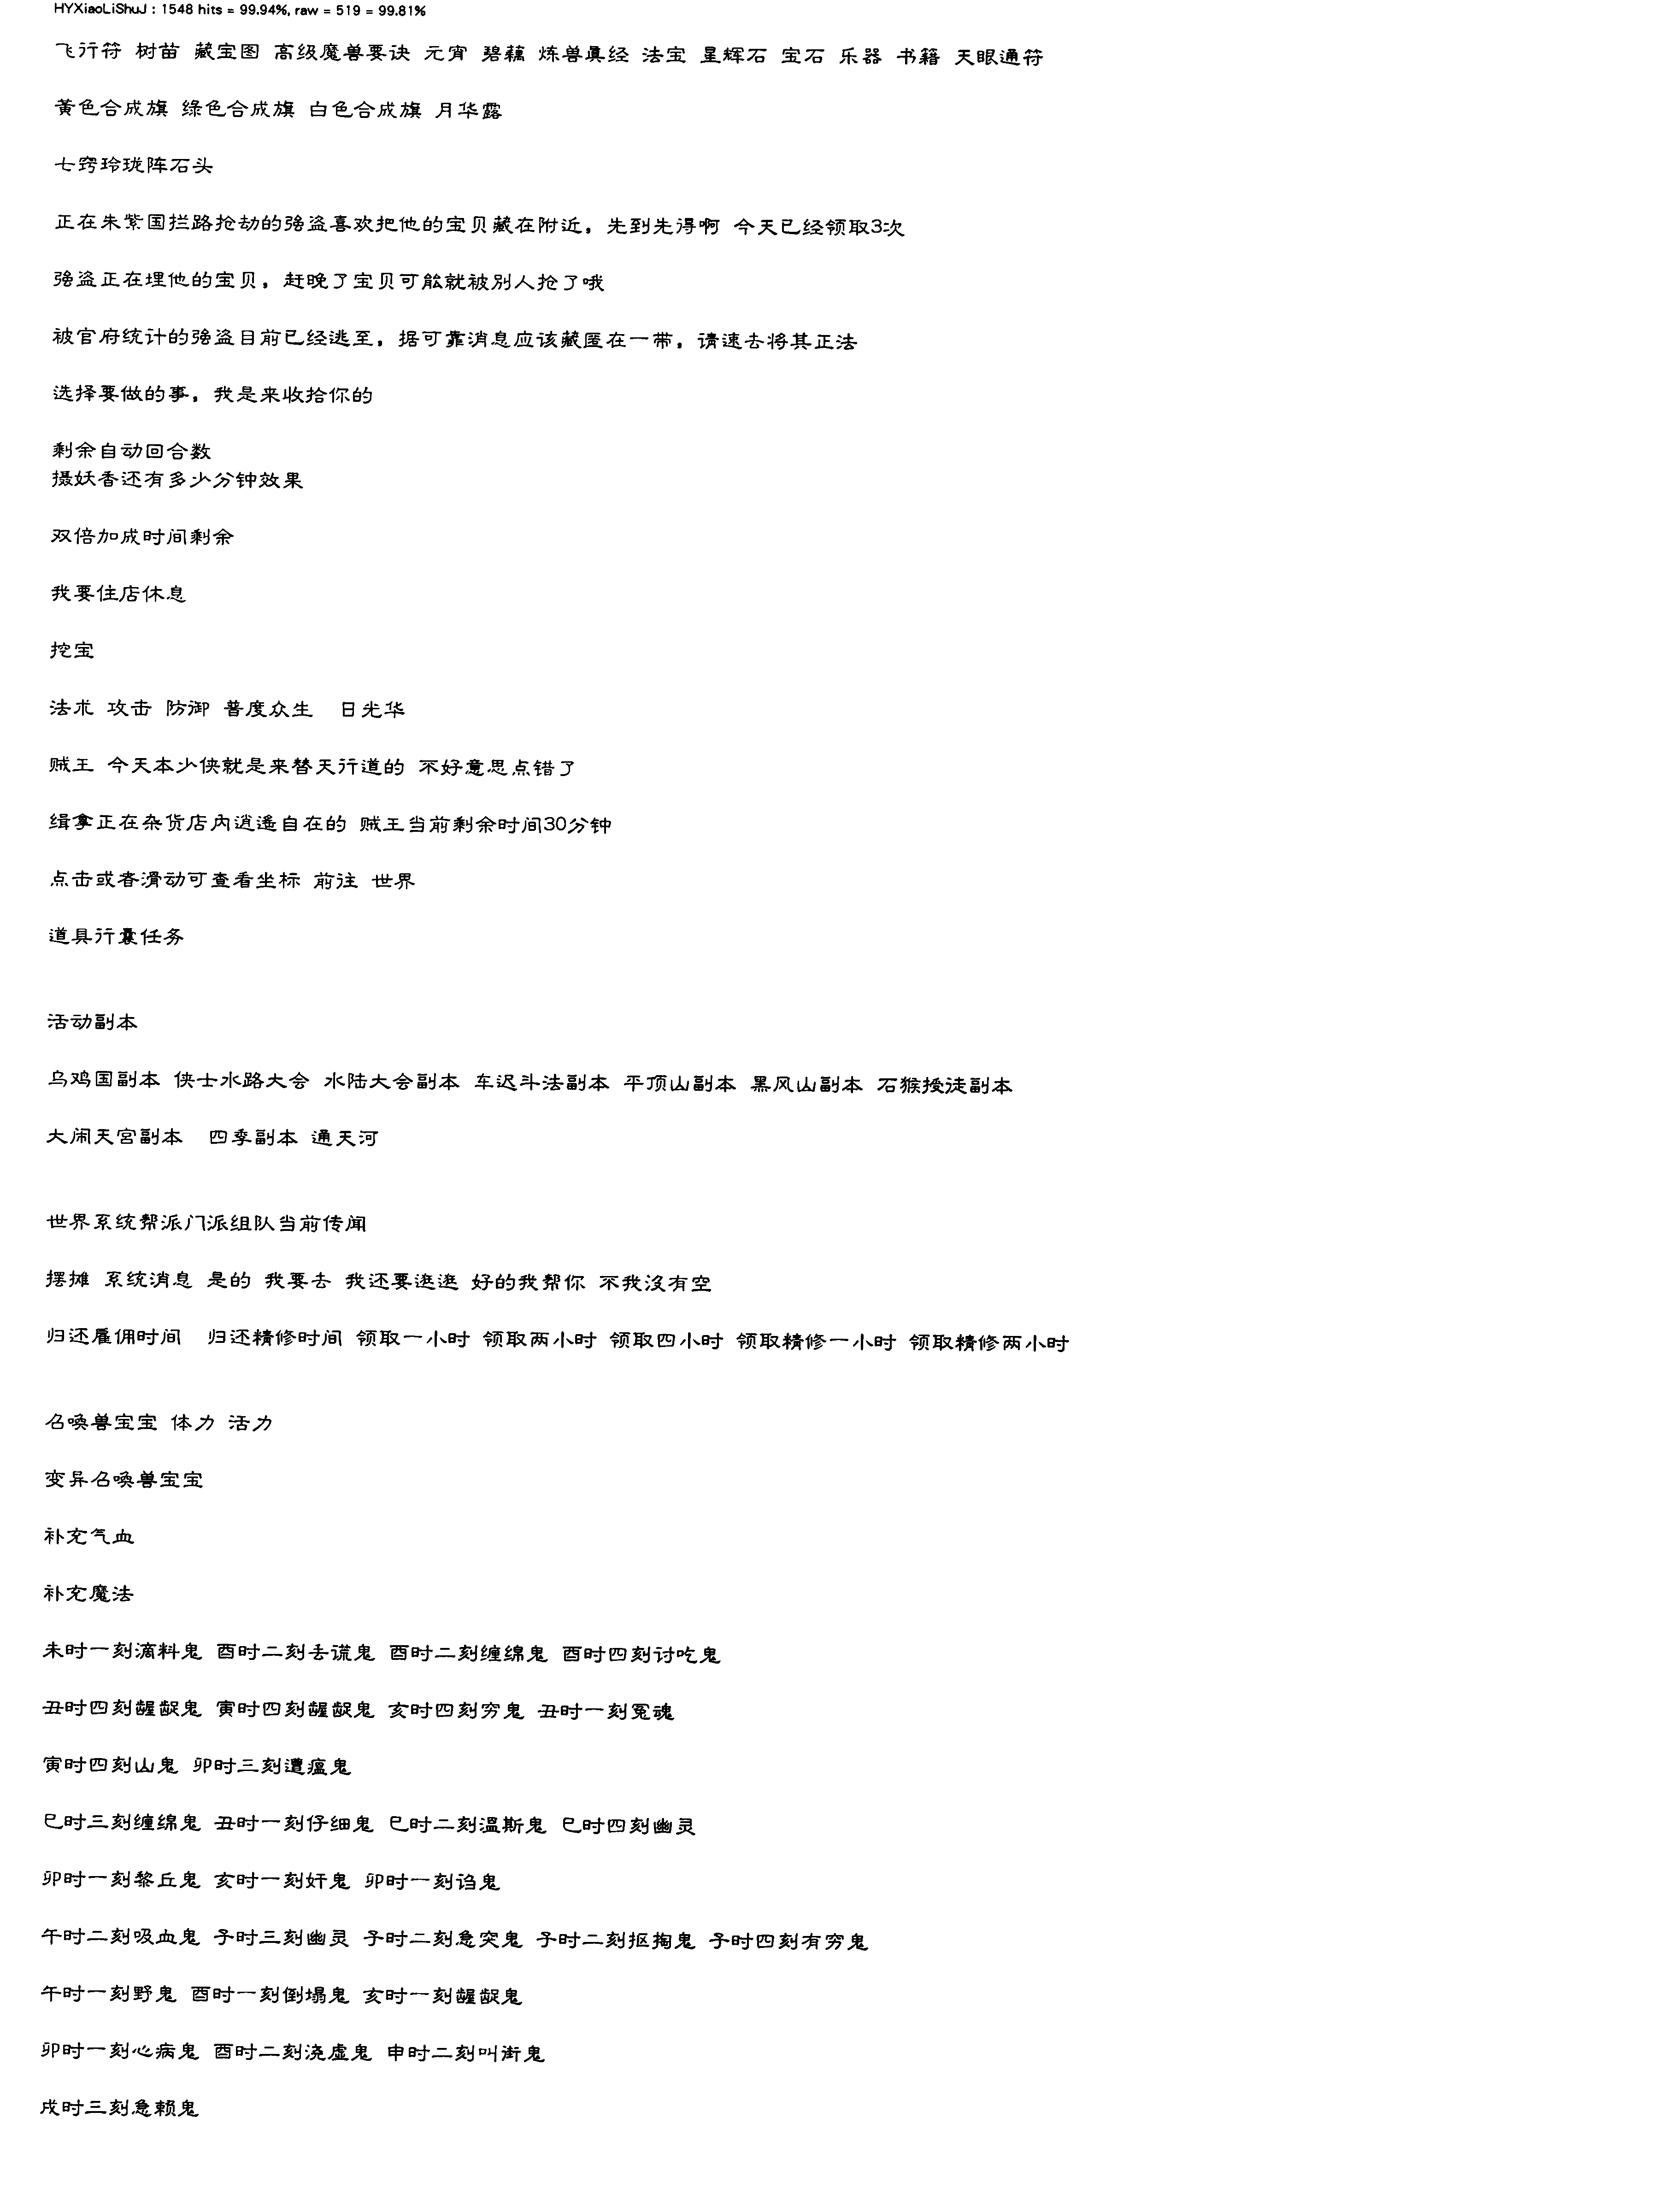 HYXiaoLiShuJ : 1548 hits = 99.94%, raw = 519 = 99.81%
飞行符 树苗 藏宝图 高级魔兽要诀 元宵 碧藕 炼兽真经 法宝 星辉石 宝石 乐器 书籍 天眼通符
黄色合成旗 绿色合成旗 白色合成旗 月华露
七窍玲珑阵石头
正在朱紫国拦路抢劫的强盗喜欢把他的宝贝藏在附近，先到先得啊 今天已经领取3次
强盗正在埋他的宝贝，赶晚了宝贝可能就被别人抢了哦
被官府统计的强盗目前已经逃至，据可靠消息应该藏匿在一带，请速去将其正法
选择要做的事，我是来收拾你的
剩余自动回合数
摄妖香还有多少分钟效果
双倍加成时间剩余
我要住店休息
挖宝
法术 攻击 防御 普度众生 日光华
贼王 今天本少侠就是来替天行道的 不好意思点错了
缉拿正在杂货店内逍遥自在的 贼王当前剩余时间30分钟
点击或者滑动可查看坐标 前往 世界
道具行囊任务
活动副本
乌鸡国副本 侠士水路大会 水陆大会副本 车迟斗法副本 平顶山副本 黑风山副本 石猴授徒副本
大闹天宫副本 四季副本 通天河
世界系统帮派门派组队当前传闻
摆摊 系统消息 是的 我要去 我还要逛逛 好的我帮你 不我没有空
归还雇佣时间 归还精修时间 领取一小时 领取两小时 领取四小时 领取精修一小时 领取精修两小时
召唤兽宝宝 体力 活力
变异召唤兽宝宝
补充气血
补充魔法
未时一刻滴料鬼 酉时二刻丢谎鬼 酉时二刻缠绵鬼 酉时四刻讨吃鬼
丑时四刻龌龊鬼 寅时四刻龌龊鬼 亥时四刻穷鬼 丑时一刻冤魂
寅时四刻山鬼 卯时三刻遭瘟鬼
巳时三刻缠绵鬼 丑时一刻仔细鬼 巳时二刻温斯鬼 巳时四刻幽灵
卯时一刻黎丘鬼 亥时一刻奸鬼 卯时一刻诌鬼
午时二刻吸血鬼 子时三刻幽灵 子时二刻急突鬼 子时二刻抠掏鬼 子时四刻有穷鬼
午时一刻野鬼 酉时一刻倒塌鬼 亥时一刻龌龊鬼
卯时一刻心病鬼 酉时二刻浇虚鬼 申时二刻叫街鬼
戌时三刻急赖鬼